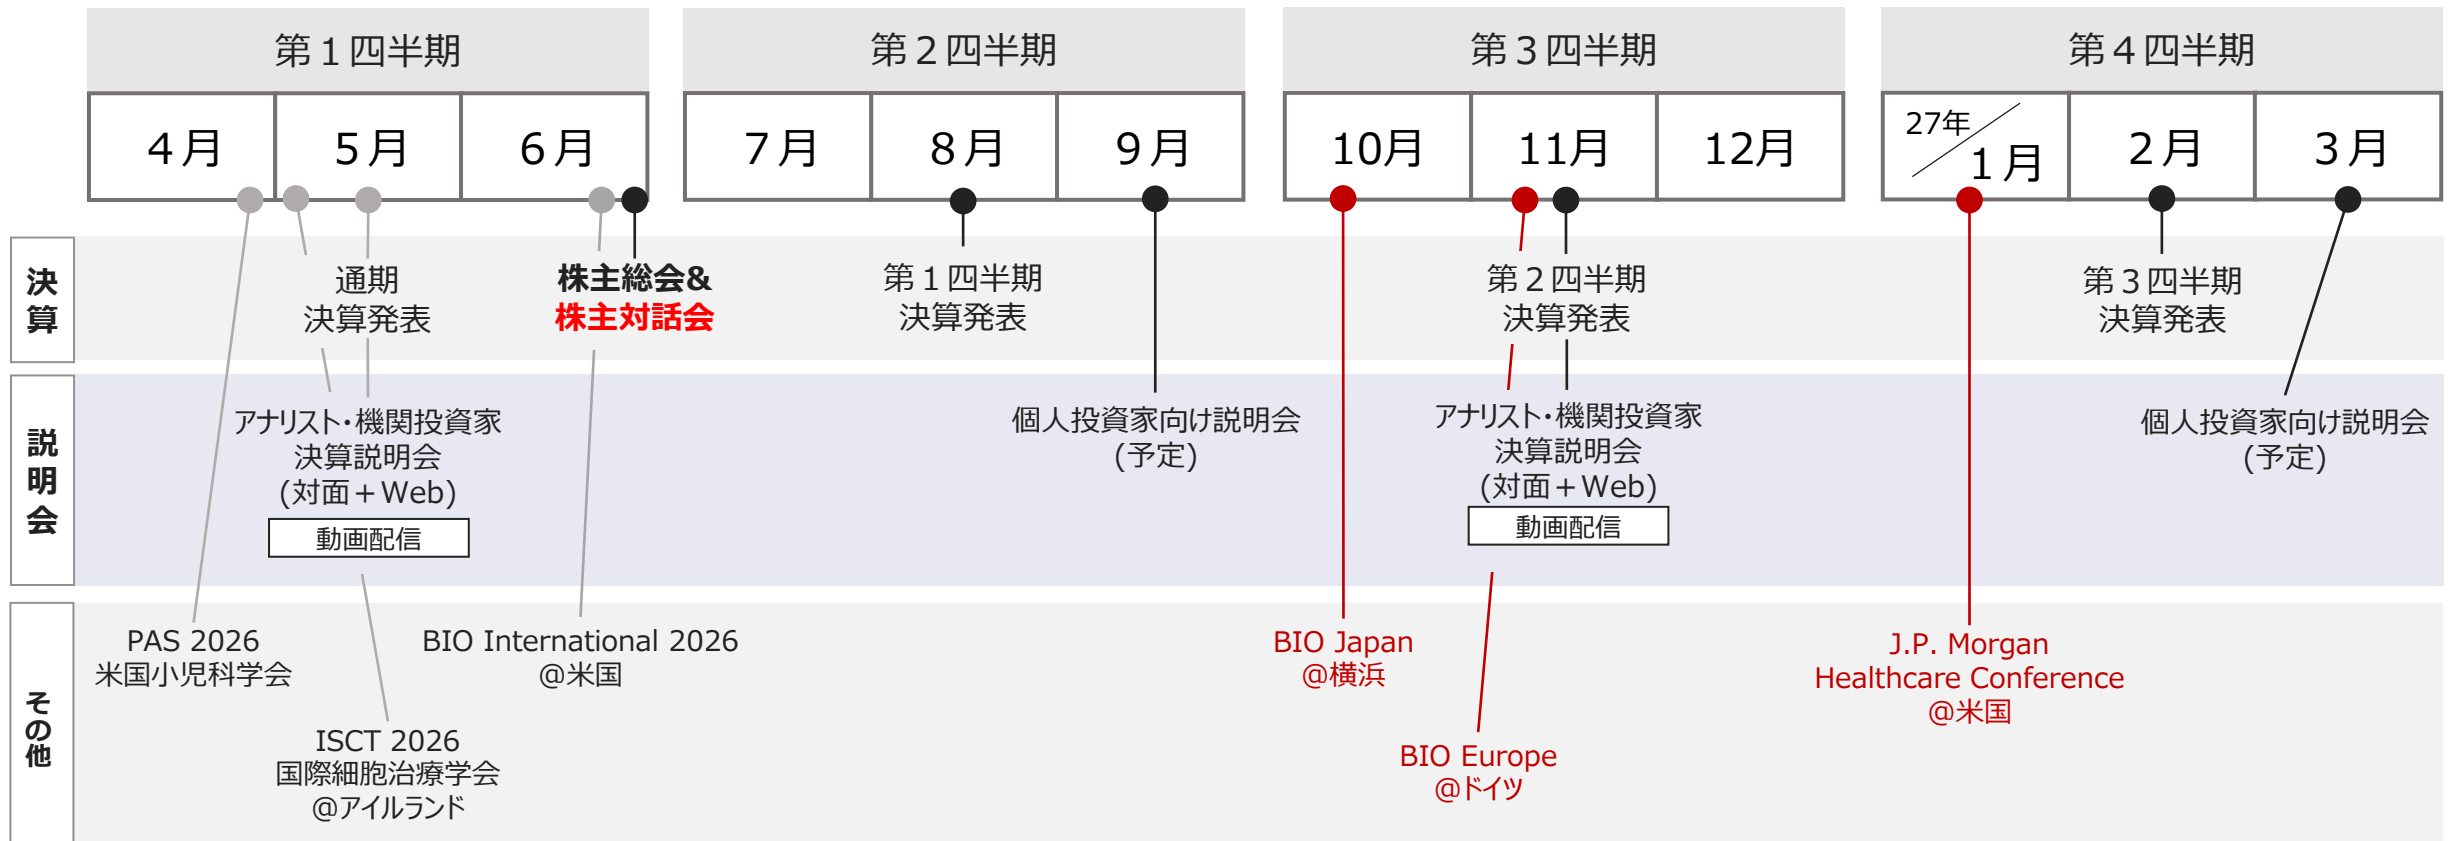 第１四半期
第２四半期
第３四半期
第４四半期
４月
５月
６月
７月
８月
９月
10月
11月
12月
27年／１月
２月
３月
決算
通期
決算発表
株主総会&
株主対話会
第１四半期
決算発表
第２四半期
決算発表
第３四半期
決算発表
説明会
アナリスト・機関投資家
決算説明会
(対面＋Web)
動画配信
個人投資家向け説明会
(予定)
アナリスト・機関投資家
決算説明会
(対面＋Web)
動画配信
個人投資家向け説明会
(予定)
その他
PAS 2026
米国小児科学会
ISCT 2026
国際細胞治療学会
@アイルランド
BIO International 2026
@米国
BIO Japan
@横浜
BIO Europe
@ドイツ
J.P. Morgan
Healthcare Conference
@米国